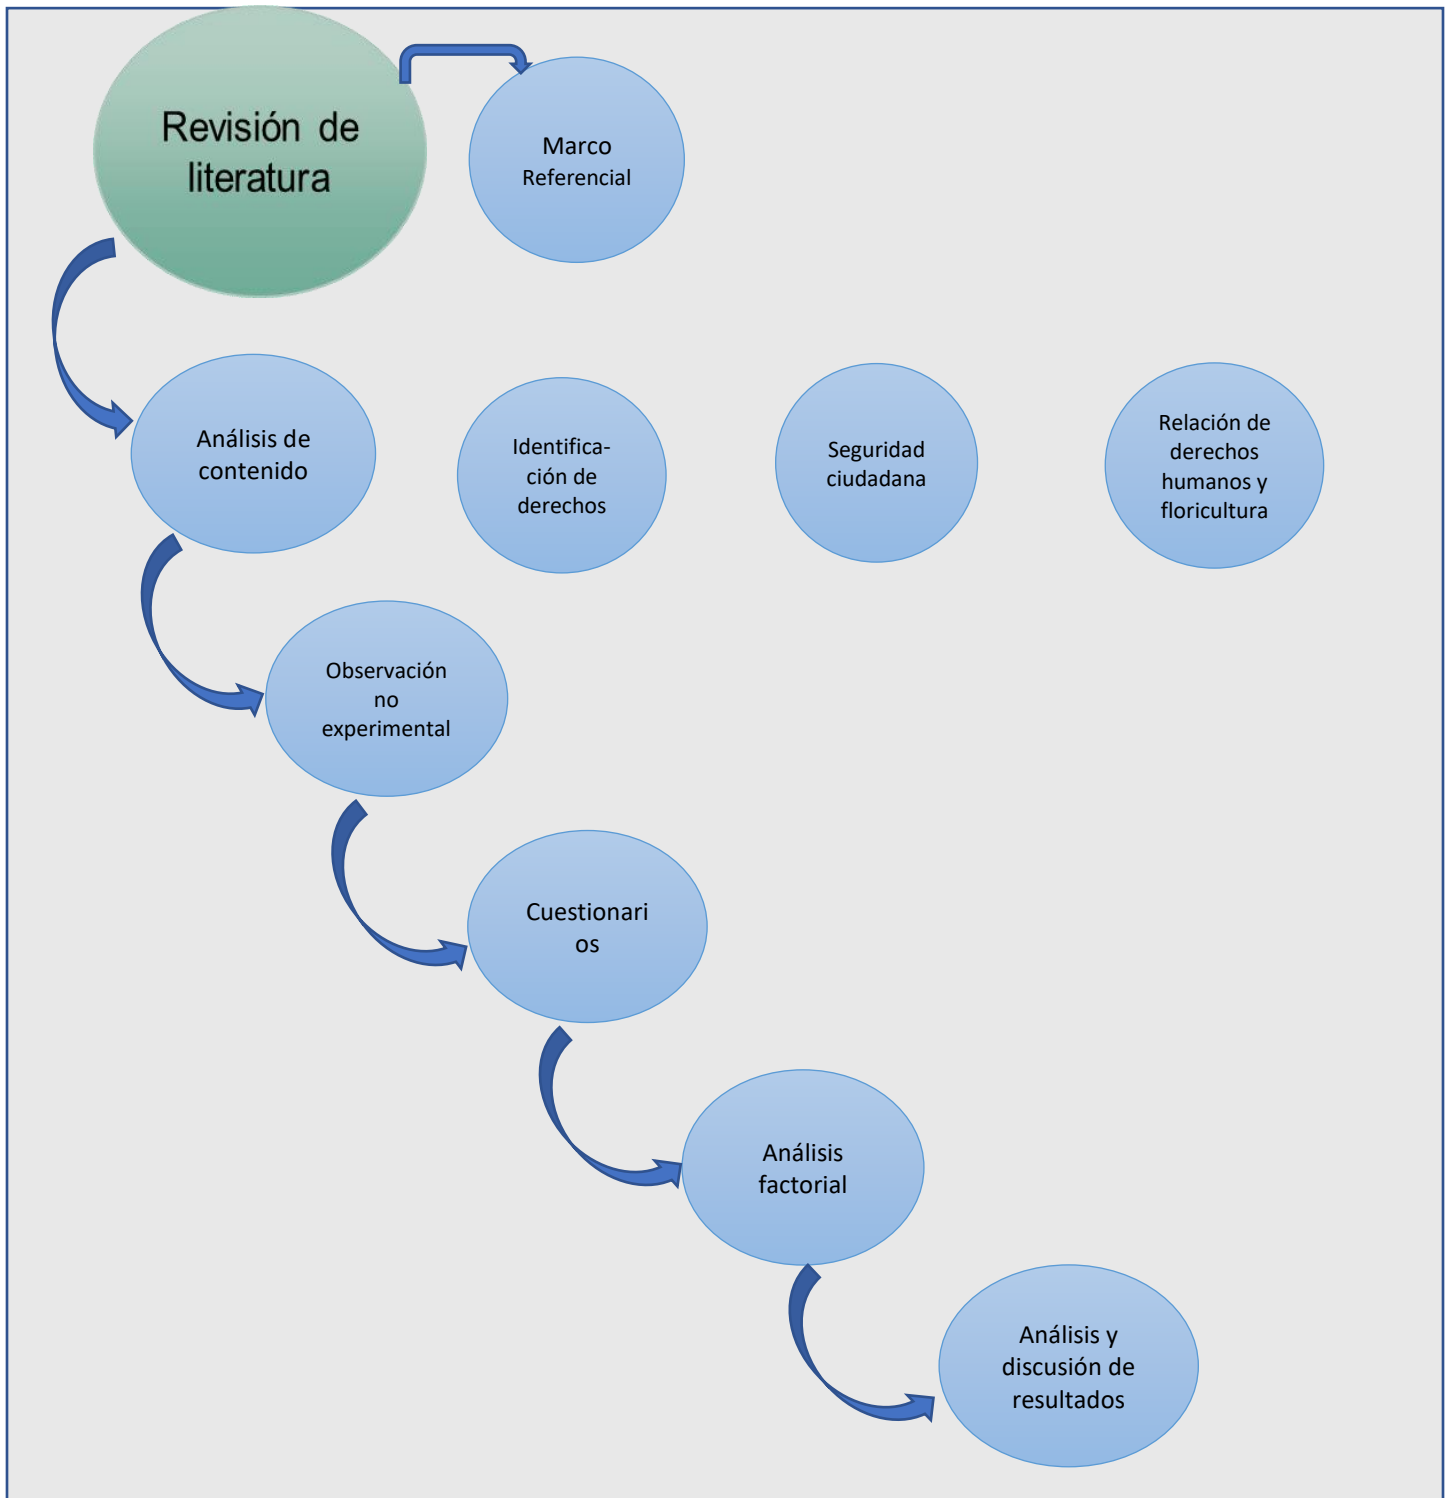 Revisión de
literatura
Marco
Referencial
Análisis de
contenido
Identifica-
ción de
derechos
Seguridad
ciudadana
Relación de
derechos
humanos y
floricultura
Observación
no
experimental
Cuestionari
os
Análisis
factorial
Análisis y
discusión de
resultados